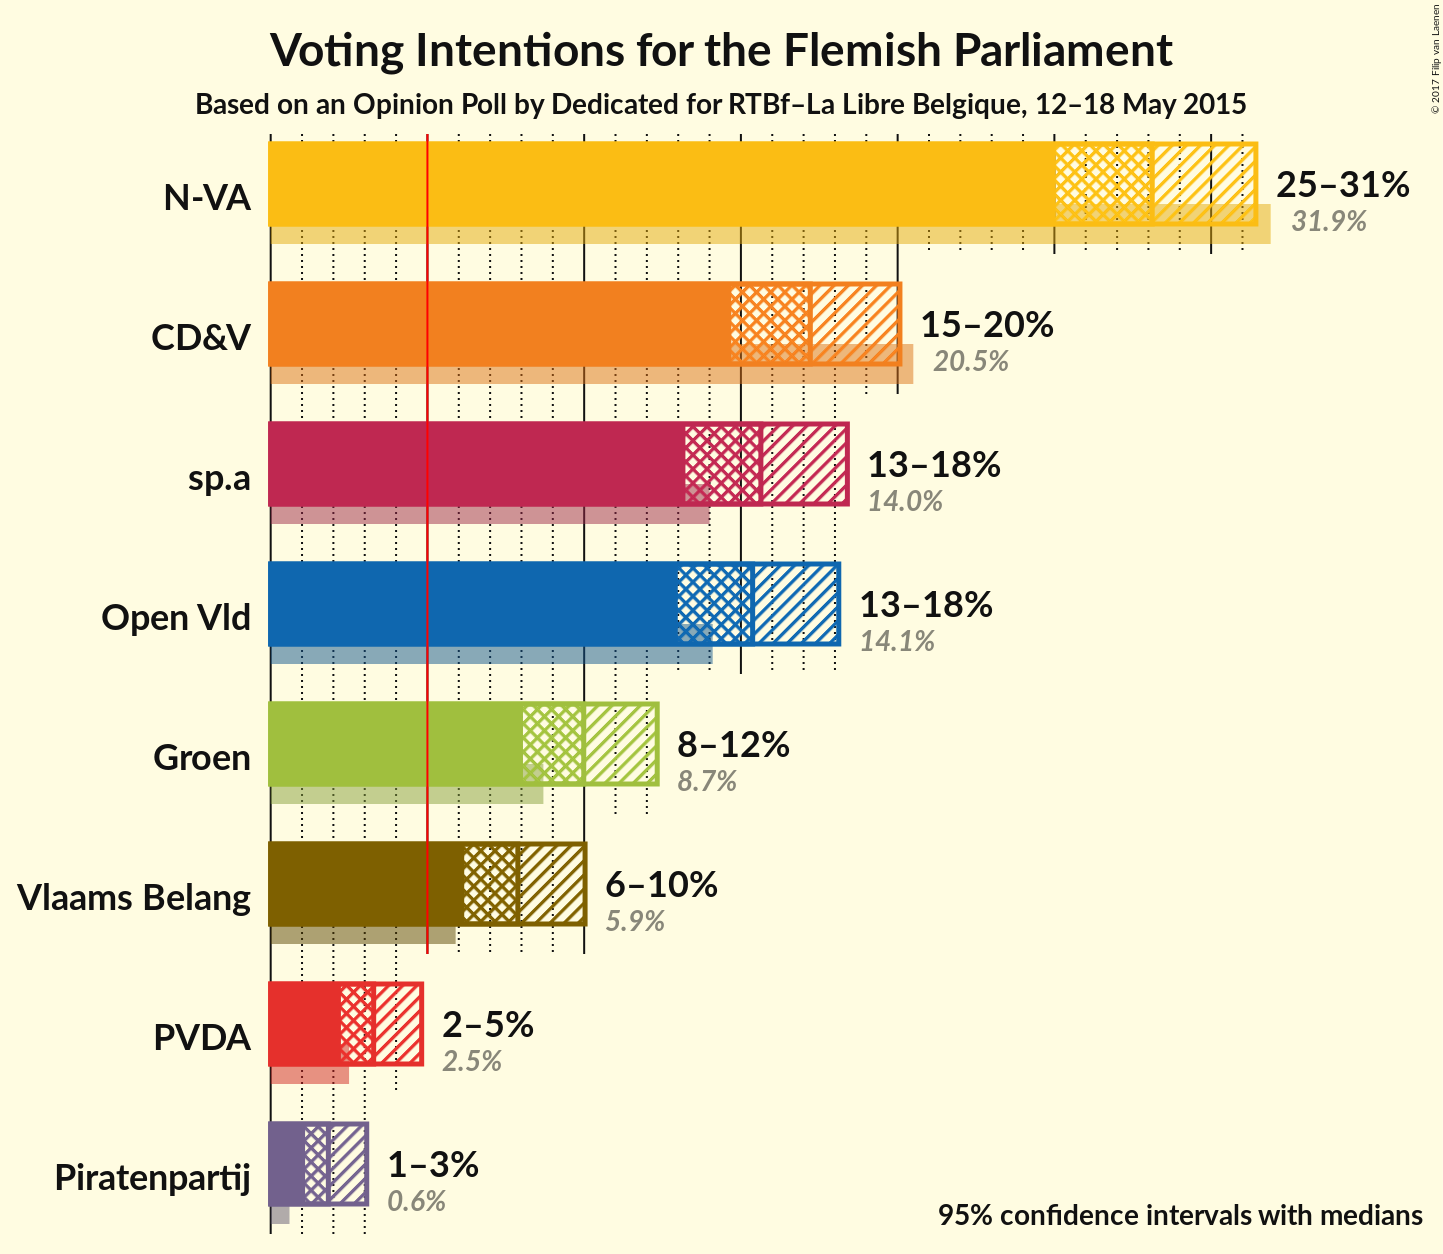 Voting Intentions for the Flemish Parliament
Based on an Opinion Poll by Dedicated for RTBf–La Libre Belgique, 12–18 May 2015
© 2017 Filip van Laenen
N-VA
25–31%
31.9%
CD&V
15–20%
20.5%
sp.a
13–18%
14.0%
Open Vld
13–18%
14.1%
Groen
8–12%
8.7%
Vlaams Belang
6–10%
5.9%
PVDA
2–5%
2.5%
Piratenpartij
1–3%
0.6%
95% confidence intervals with medians